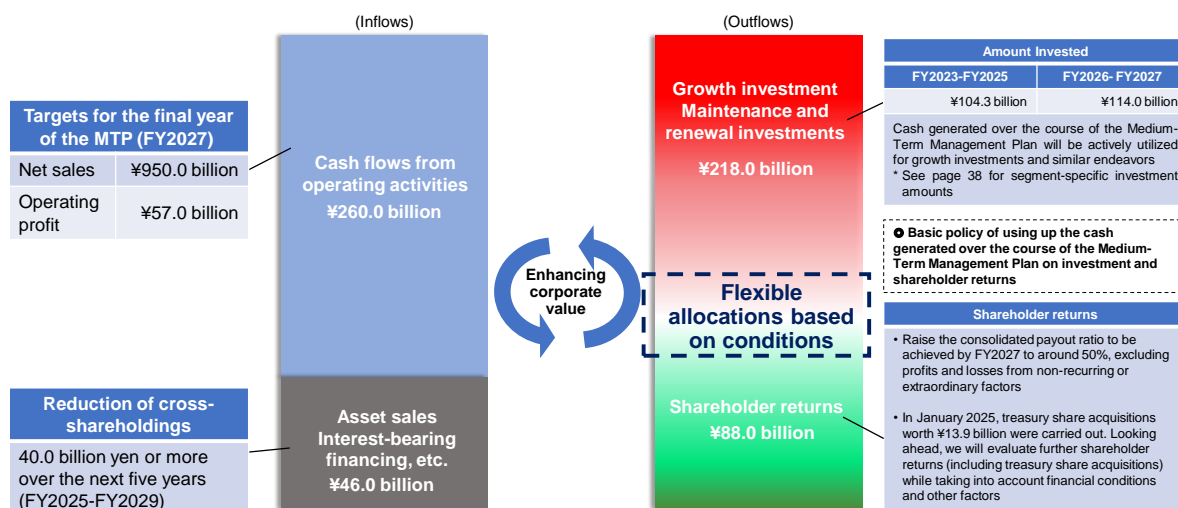 (Inflows)
(Outflows)
Targets for the final year
of the MTP (FY2027)
Net sales ¥950.0 billion
Operating
profit ¥57.0 billion
Reduction of cross-
shareholdings
40.0 billion yen or more
over the next five years
(FY2025-FY2029)
Cash flows from
operating activities
¥260.0 billion
Asset sales
Interest-bearing
financing, etc.
¥46.0 billion
Enhancing
corporate
value
Growth investment
Maintenance and
renewal investments
¥218.0 billion
Flexible
allocations based
on conditions
Shareholder returns
¥88.0 billion
Amount Invested
FY2023-FY2025 FY2026- FY2027
¥104.3 billion ¥114.0 billion
Cash generated over the course of the Medium-
Term Management Plan will be actively utilized
for growth investments and similar endeavors
* See page 38 for segment-specific investment
amounts
Basic policy of using up the cash
generated over the course of the Medium-
Term Management Plan on investment and
shareholder returns
Shareholder returns
• Raise the consolidated payout ratio to be
achieved by FY2027 to around 50%, excluding
profits and losses from non-recurring or
extraordinary factors
• In January 2025, treasury share acquisitions
worth ¥13.9 billion were carried out. Looking
ahead, we will evaluate further shareholder
returns (including treasury share acquisitions)
while taking into account financial conditions
and other factors